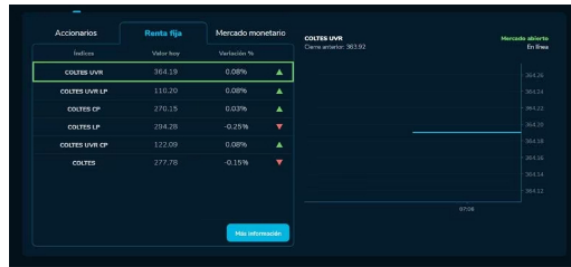 Accionarios Renta fija Mercado monetario
Índices Valor hoy Variación %
COLTES UVR 364.19 0.08%
COLTES UVR LP 110.20 0.08%
COLTES CP 270.15 0.03%
COLTES LP 294.28 -0.25%
COLTES UVR CP 122.09 0.08%
COLTES 277.78 -0.15%
Más información
COLTES UVR
Cierre anterior: 363.92
Mercado abierto
En línea
364.26
364.24
364.22
364.20
364.18
364.16
364.14
364.12